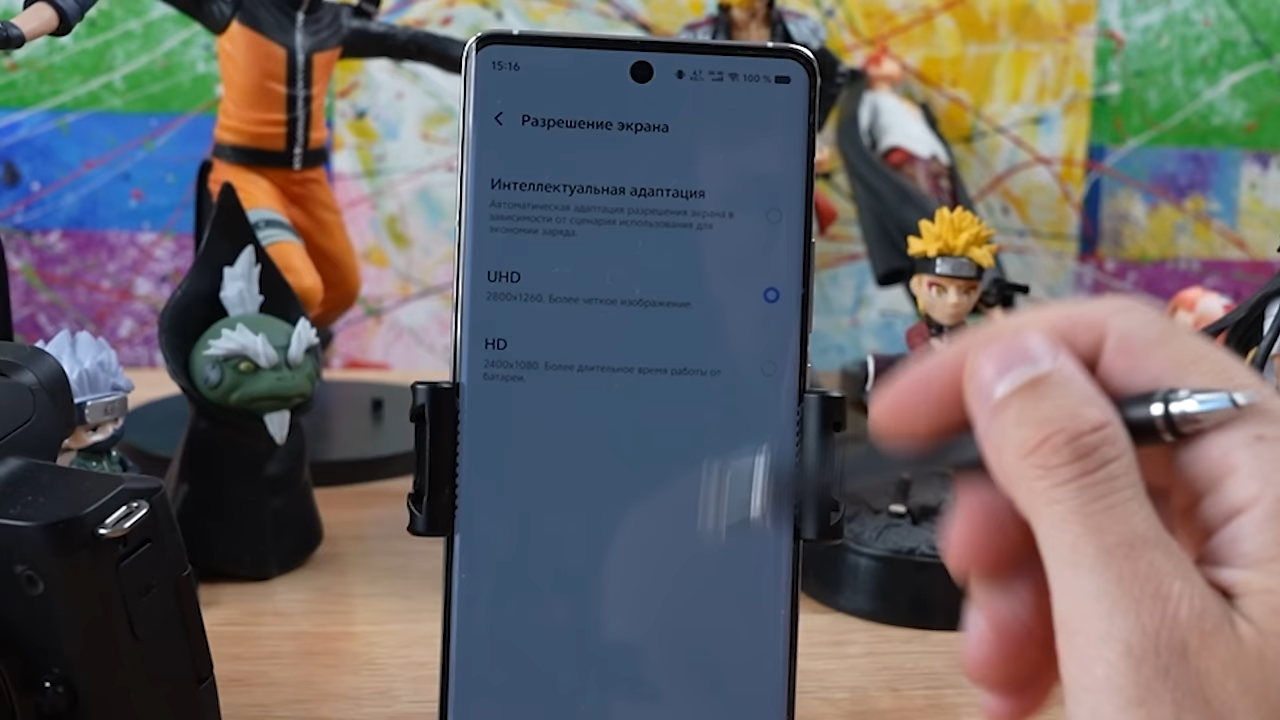 15:16
100 %
Разрешение экрана
Интеллектуальная адаптация
Автоматическая адаптация разрешения экрана в
зависимости от сценария использования для
экономии заряда.
UHD
2800x1260. Более четкое изображение.
HD
2400x1080. Более длительное время работы от
батареи.